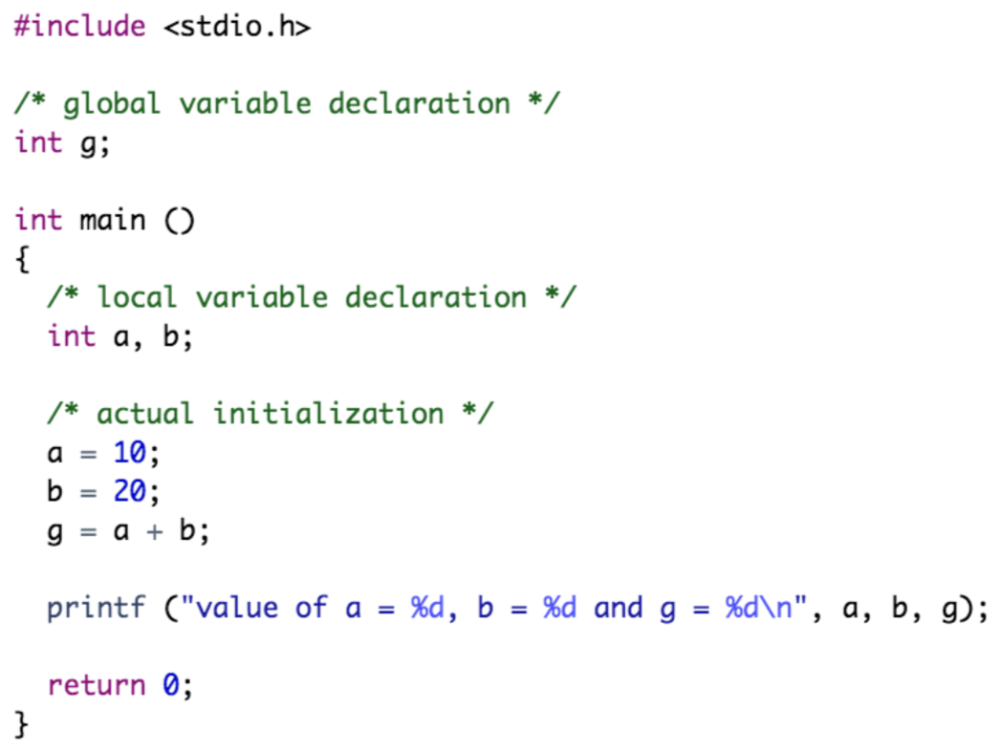 #include <stdio.h>

/* global variable declaration */
int g;

int main ()
{
  /* local variable declaration */
  int a, b;

  /* actual initialization */
  a = 10;
  b = 20;
  g = a + b;

  printf ("value of a = %d, b = %d and g = %d\n", a, b, g);

  return 0;
}